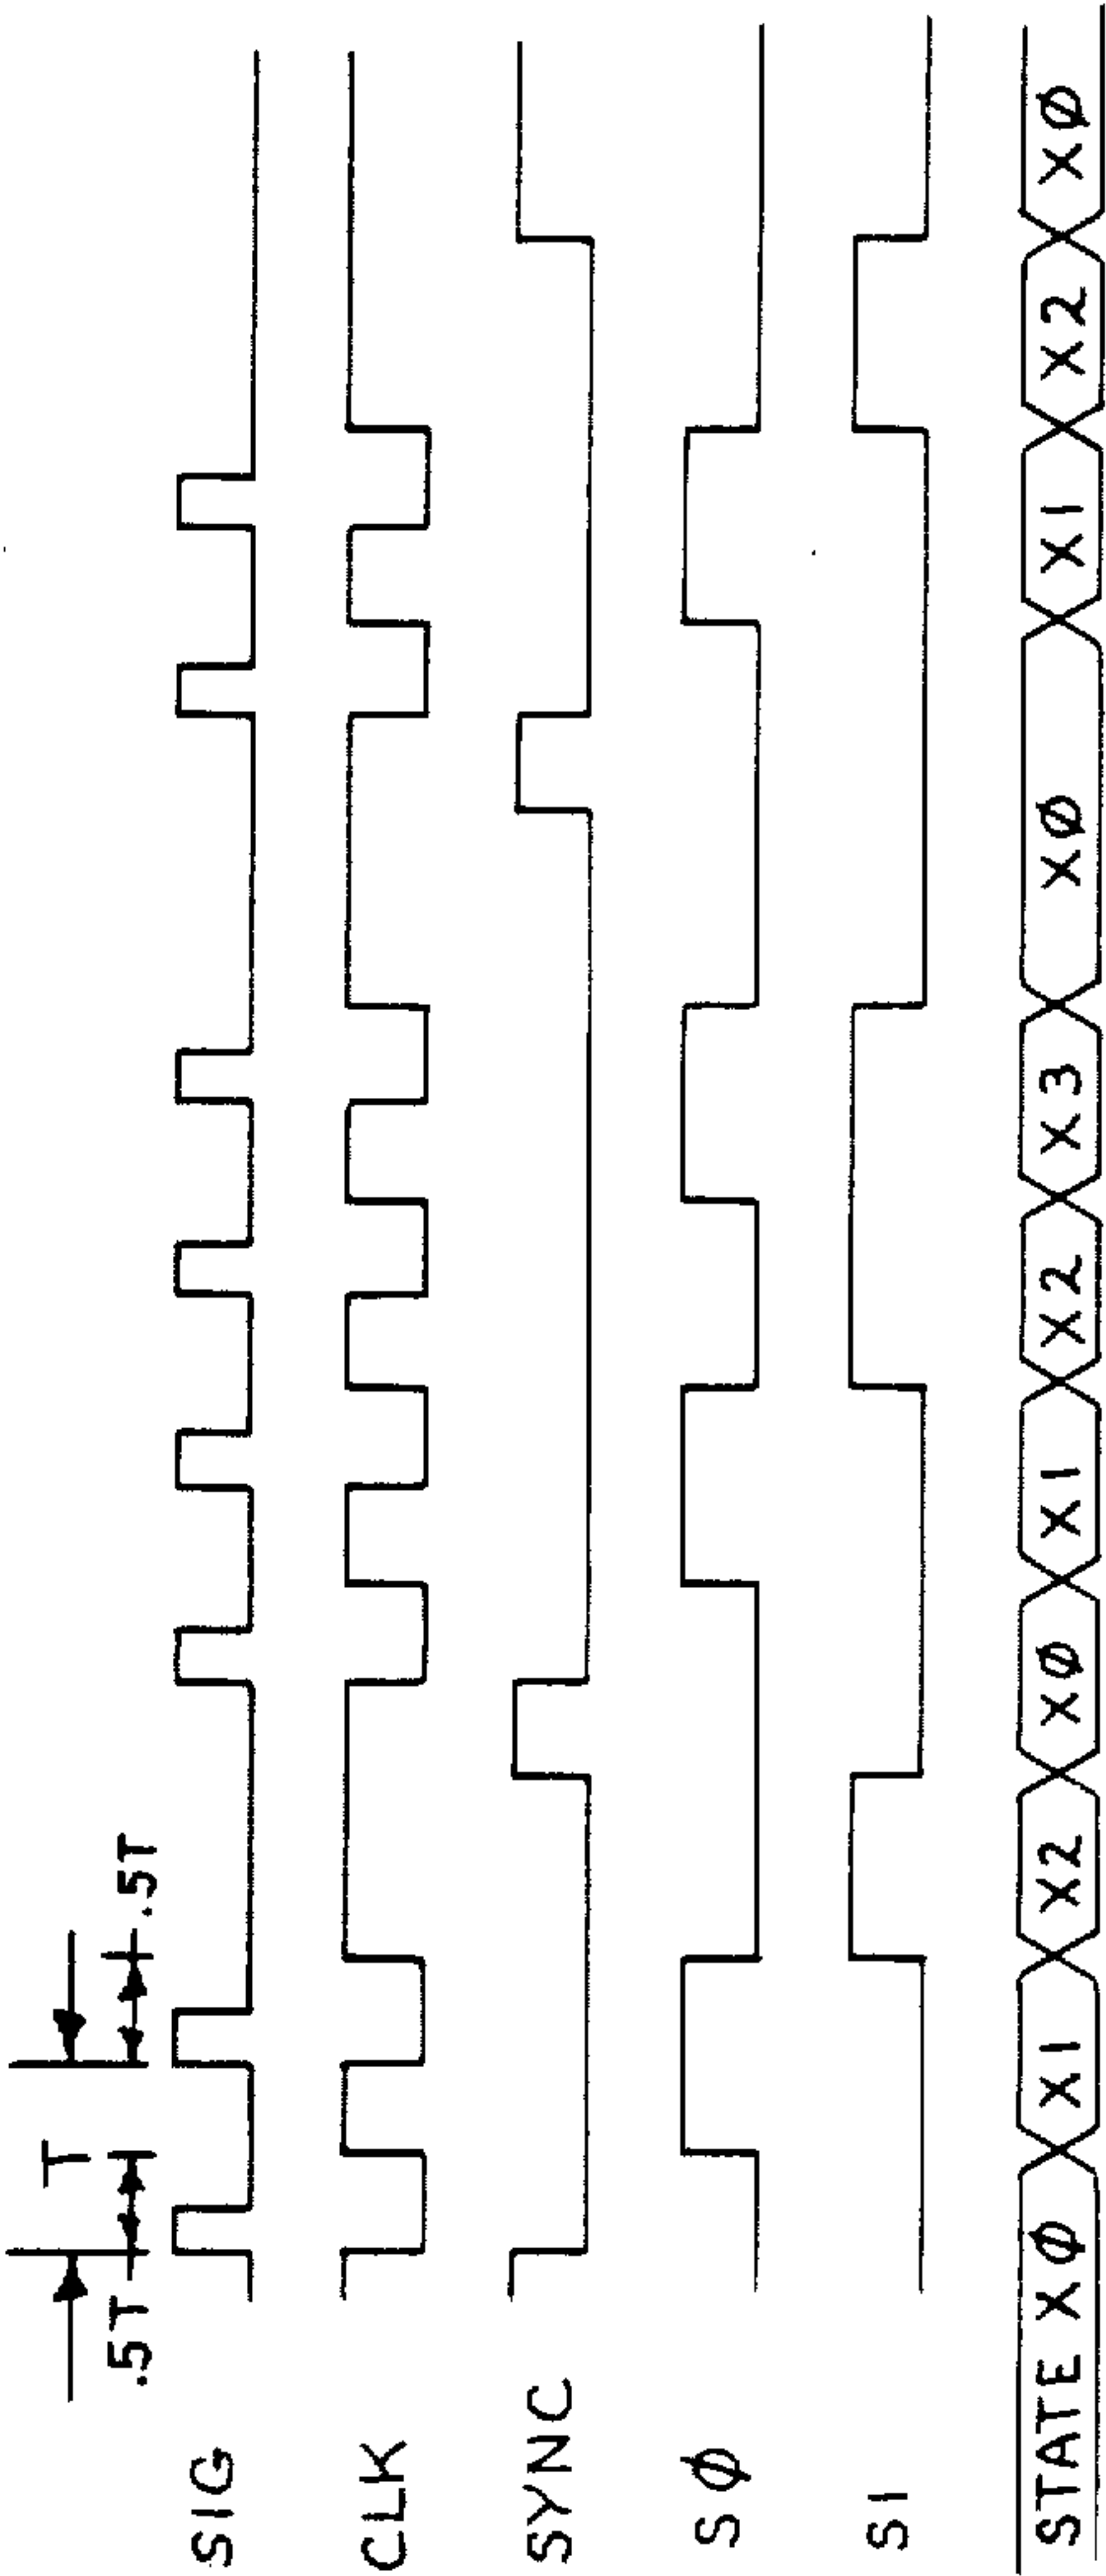 T
.5T .5T
SIG
CLK
SYNC
SØ
S1
STATE XØ X1 X2 XØ X1 X2 X3 XØ X1 X2 XØ